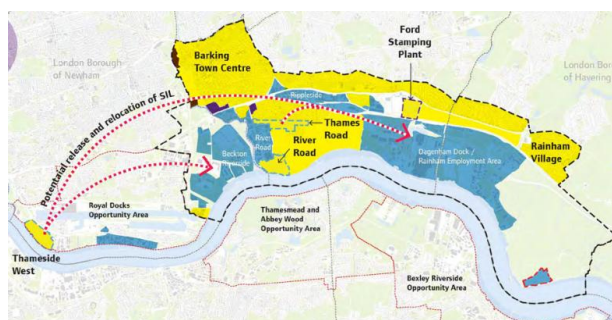 London Borough
of Newham
Barking
Town Centre
Ford
Stamping
Plant
London Borough
of Havering
Potentaial release and relocation of SIL
Rippleside
Thames
Road
River
Road
River
Road
Beckton
Riverside
Dagenham Dock /
Rainham Employment Area
Rainham
Village
Royal Docks
Opportunity Area
Thamesmead and
Abbey Wood
Opportunity Area
Thameside
West
Bexley Riverside
Opportunity Area